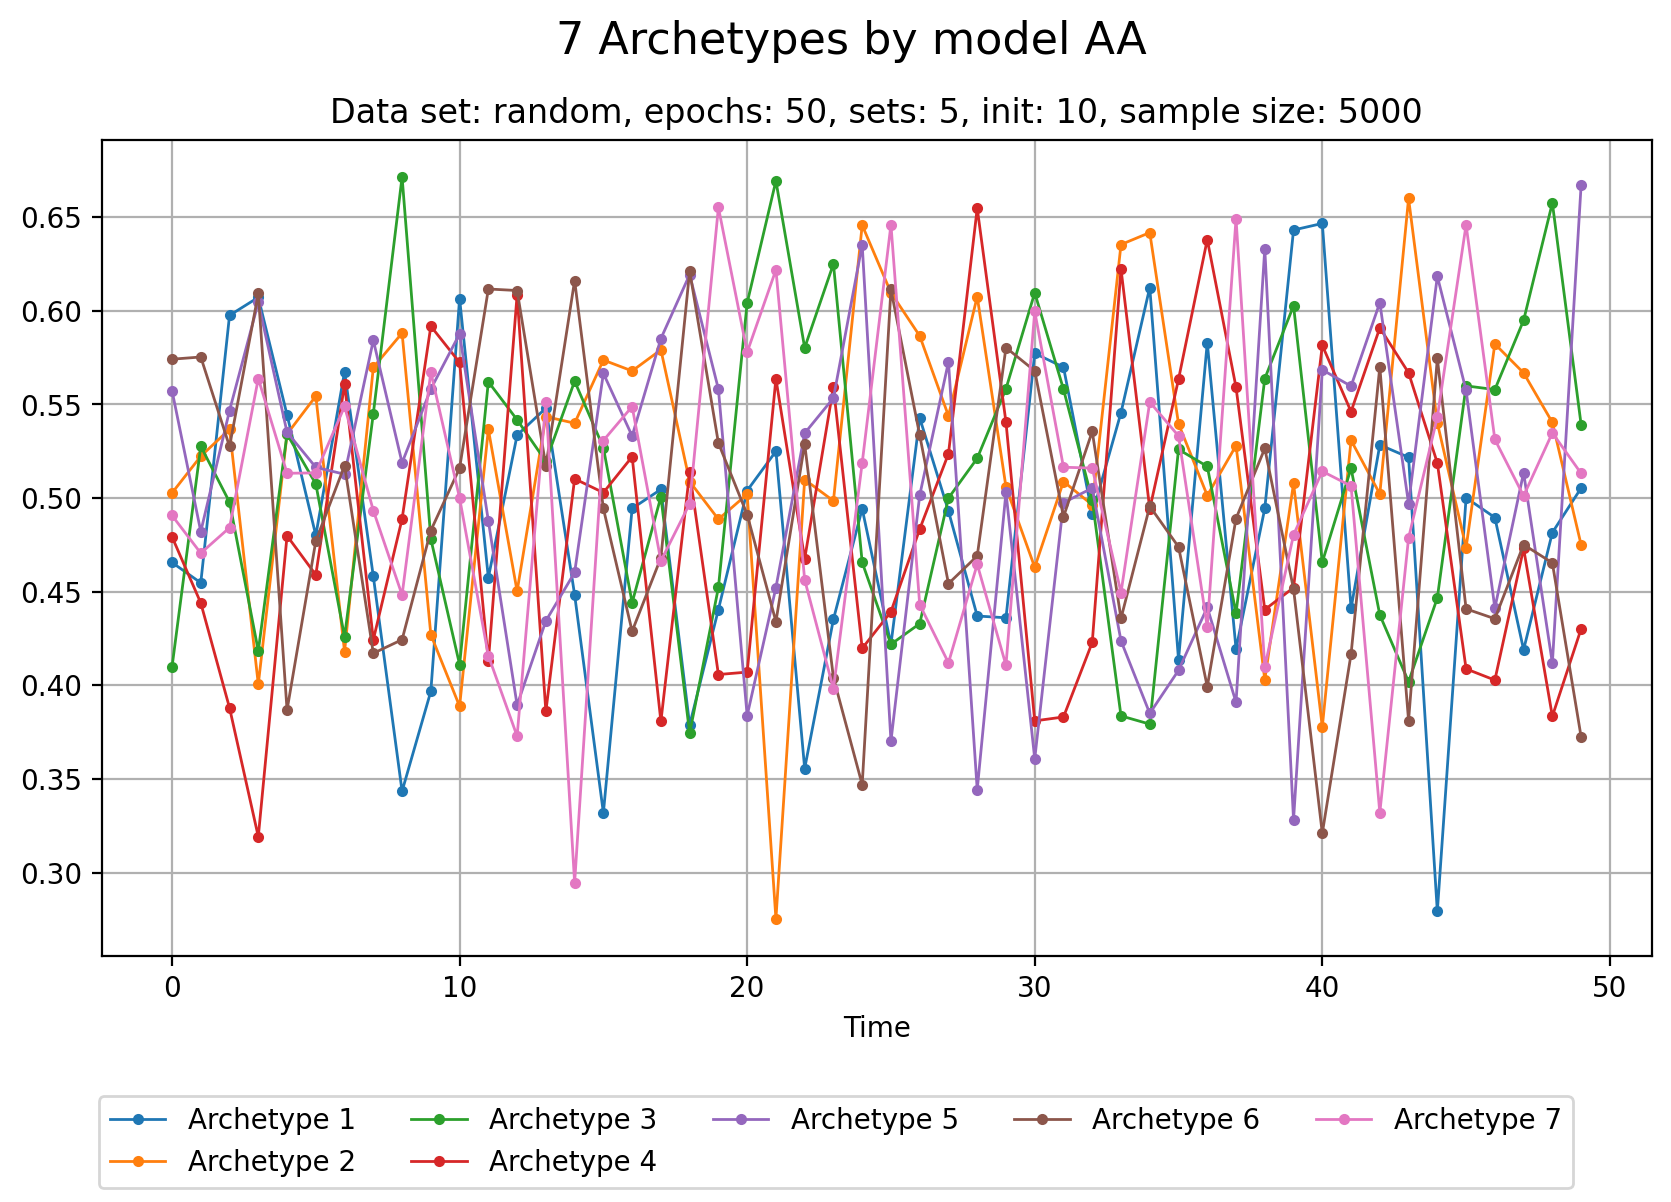 7 Archetypes by model AA
Data set: random, epochs: 50, sets: 5, init: 10, sample size: 5000
0.65
0.60
0.55
0.50
0.45
0.40
0.35
0.30
0 10 20 30 40 50
Time
Archetype 1 Archetype 3 Archetype 5 Archetype 6 Archetype 7
Archetype 2 Archetype 4